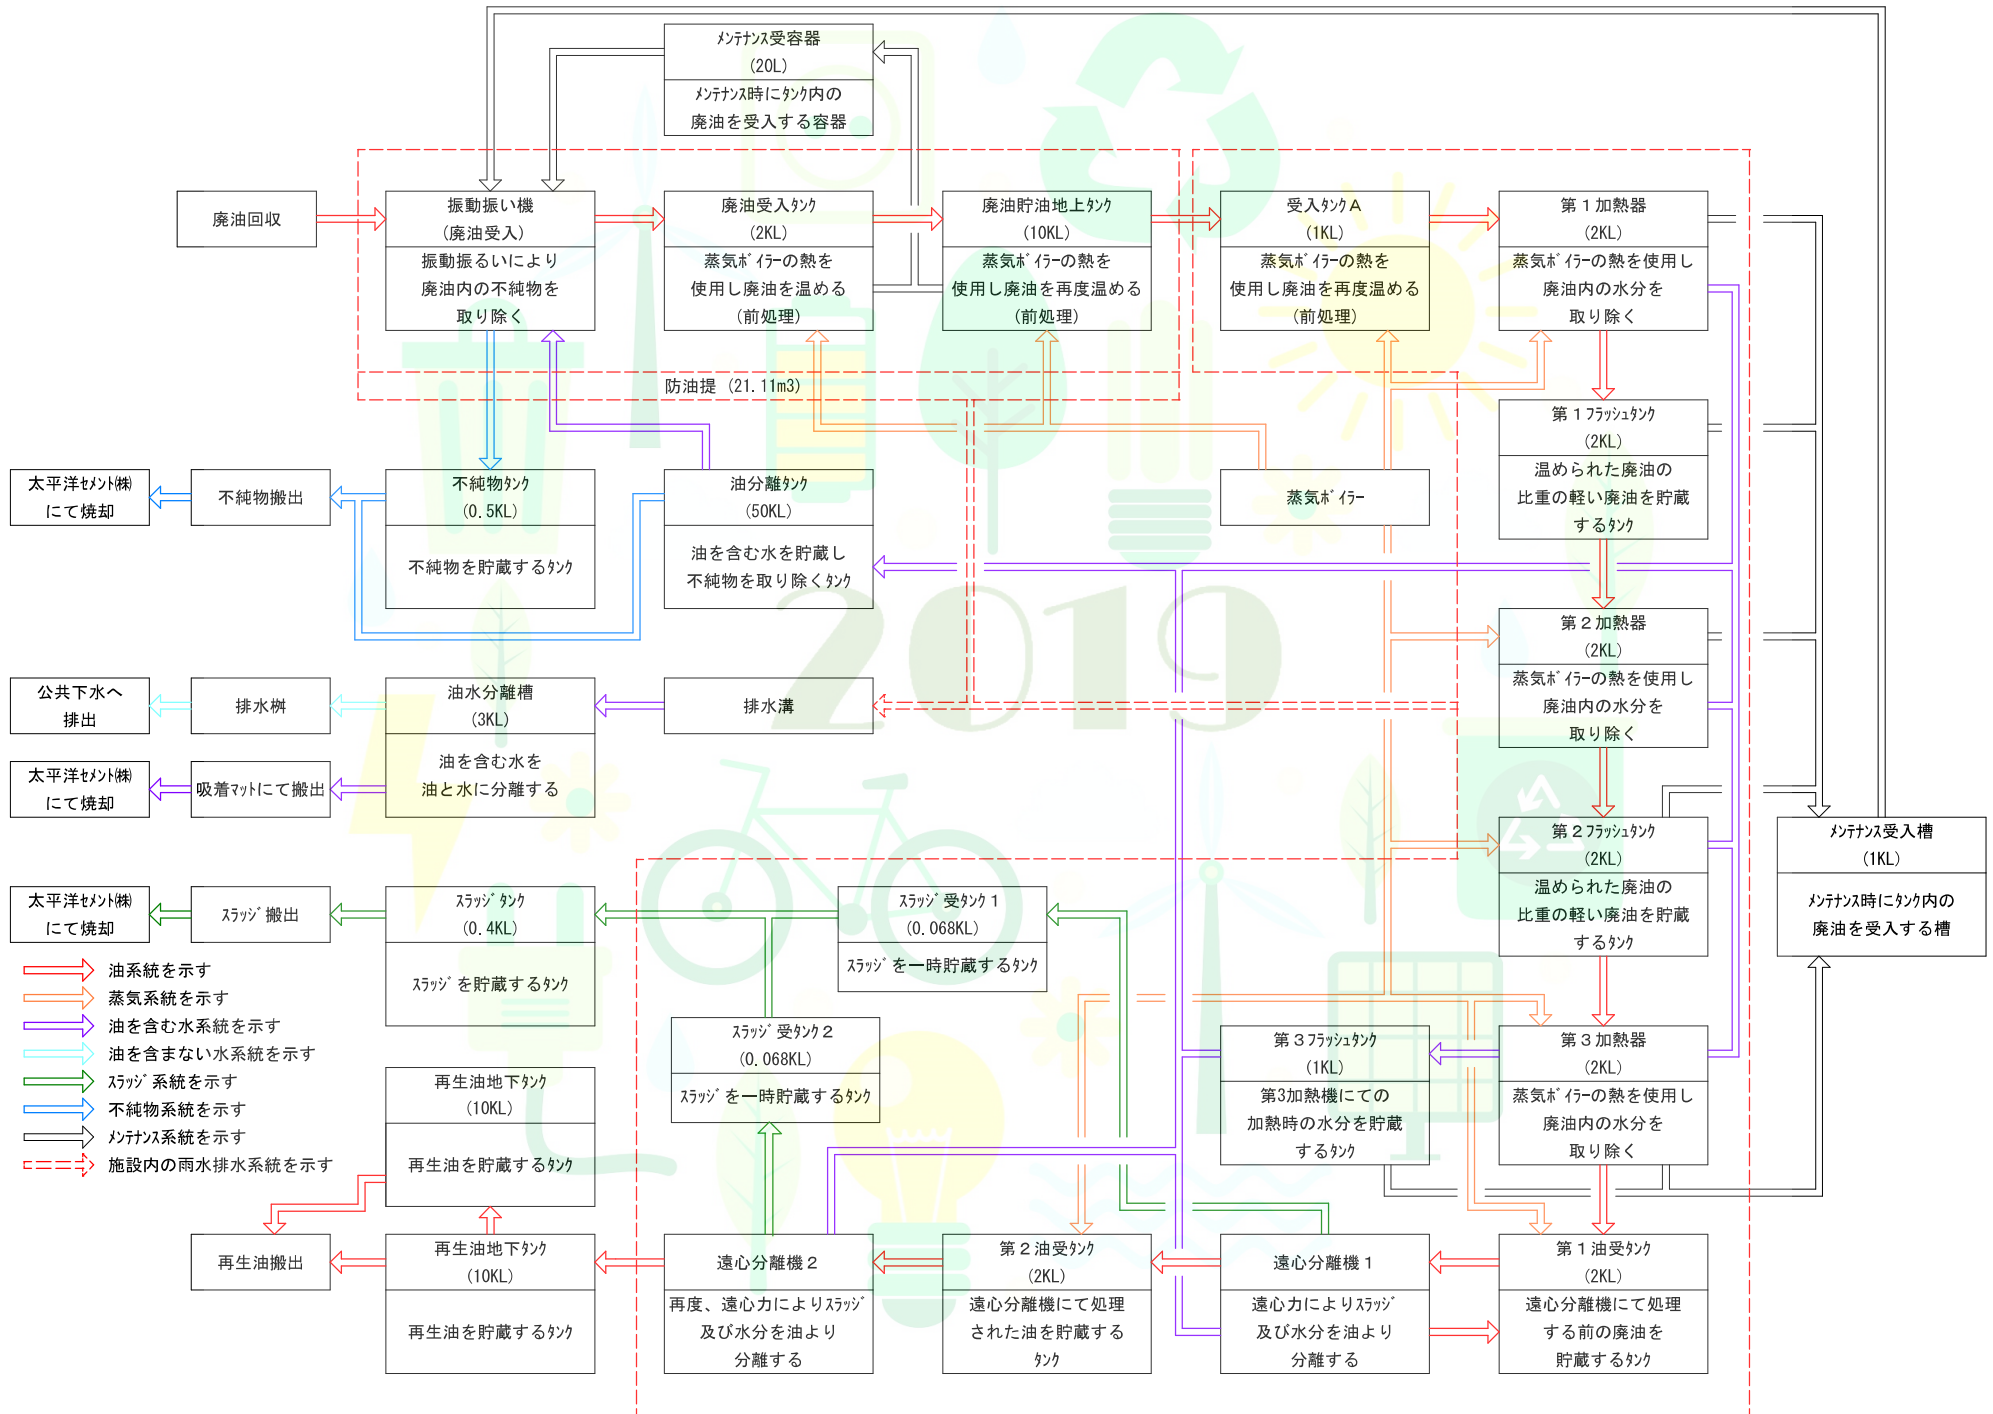 メンテナンス受容器
(20L)
メンテナンス時にタンク内の
廃油を受入する容器
廃油回収
振動振い機
(廃油受入)
振動振るいにより
廃油内の不純物を
取り除く
廃油受入タンク
(2KL)
蒸気ボイラーの熱を
使用し廃油を温める
(前処理)
廃油貯油地上タンク
(10KL)
蒸気ボイラーの熱を
使用し廃油を再度温める
(前処理)
受入タンクA
(1KL)
蒸気ボイラーの熱を
使用し廃油を再度温める
(前処理)
第1加熱器
(2KL)
蒸気ボイラーの熱を使用し
廃油内の水分を
取り除く
防油提 (21.11m3)
第1フラッシュタンク
(2KL)
温められた廃油の
比重の軽い廃油を貯蔵
するタンク
太平洋セメント㈱
にて焼却
不純物搬出
不純物タンク
(0.5KL)
不純物を貯蔵するタンク
油分離タンク
(50KL)
油を含む水を貯蔵し
不純物を取り除くタンク
蒸気ボイラー
2019
第2加熱器
(2KL)
蒸気ボイラーの熱を使用し
廃油内の水分を
取り除く
公共下水へ
排出
排水桝
油水分離槽
(3KL)
油を含む水を
油と水に分離する
排水溝
太平洋セメント㈱
にて焼却
吸着マットにて搬出
第2フラッシュタンク
(2KL)
温められた廃油の
比重の軽い廃油を貯蔵
するタンク
メンテナンス受入槽
(1KL)
メンテナンス時にタンク内の
廃油を受入する槽
太平洋セメント㈱
にて焼却
スラッジ搬出
スラッジタンク
(0.4KL)
スラッジを貯蔵するタンク
スラッジ受タンク1
(0.068KL)
スラッジを一時貯蔵するタンク
スラッジ受タンク2
(0.068KL)
スラッジを一時貯蔵するタンク
第3フラッシュタンク
(1KL)
第3加熱機にての
加熱時の水分を貯蔵
するタンク
第3加熱器
(2KL)
蒸気ボイラーの熱を使用し
廃油内の水分を
取り除く
油系統を示す
蒸気系統を示す
油を含む水系統を示す
油を含まない水系統を示す
スラッジ系統を示す
不純物系統を示す
メンテナンス系統を示す
施設内の雨水排水系統を示す
再生油地下タンク
(10KL)
再生油を貯蔵するタンク
再生油搬出
再生油地下タンク
(10KL)
再生油を貯蔵するタンク
遠心分離機2
再度、遠心力によりスラッジ
及び水分を油より
分離する
第2油受タンク
(2KL)
遠心分離機にて処理
された油を貯蔵する
タンク
遠心分離機1
遠心力によりスラッジ
及び水分を油より
分離する
第1油受タンク
(2KL)
遠心分離機にて処理
する前の廃油を
貯蔵するタンク